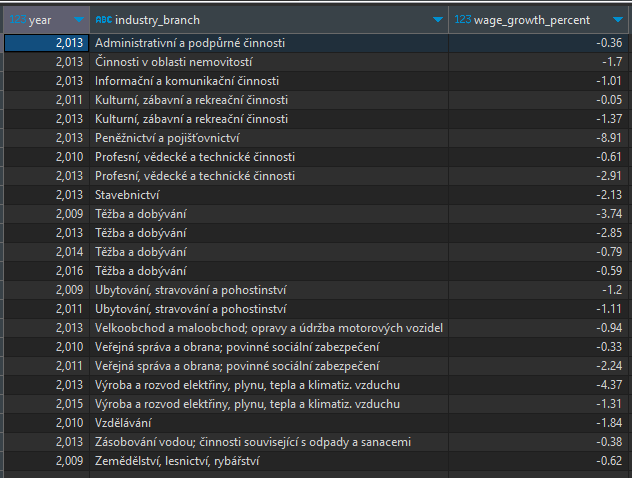 123 year ABC industry_branch 123 wage_growth_percent
2,013 Administrativní a podpůrné činnosti -0.36
2,013 Činnosti v oblasti nemovitostí -1.7
2,013 Informační a komunikační činnosti -1.01
2,011 Kulturní, zábavní a rekreační činnosti -0.05
2,013 Kulturní, zábavní a rekreační činnosti -1.37
2,013 Peněžnictví a pojišťovnictví -8.91
2,010 Profesní, vědecké a technické činnosti -0.61
2,013 Profesní, vědecké a technické činnosti -2.91
2,013 Stavebnictví -2.13
2,009 Těžba a dobývání -3.74
2,013 Těžba a dobývání -2.85
2,014 Těžba a dobývání -0.79
2,016 Těžba a dobývání -0.59
2,009 Ubytování, stravování a pohostinství -1.2
2,011 Ubytování, stravování a pohostinství -1.11
2,013 Velkoobchod a maloobchod; opravy a údržba motorových vozidel -0.94
2,010 Veřejná správa a obrana; povinné sociální zabezpečení -0.33
2,011 Veřejná správa a obrana; povinné sociální zabezpečení -2.24
2,013 Výroba a rozvod elektřiny, plynu, tepla a klimatiz. vzduchu -4.37
2,015 Výroba a rozvod elektřiny, plynu, tepla a klimatiz. vzduchu -1.31
2,010 Vzdělávání -1.84
2,013 Zásobování vodou; činnosti související s odpady a sanacemi -0.38
2,009 Zemědělství, lesnictví, rybářství -0.62